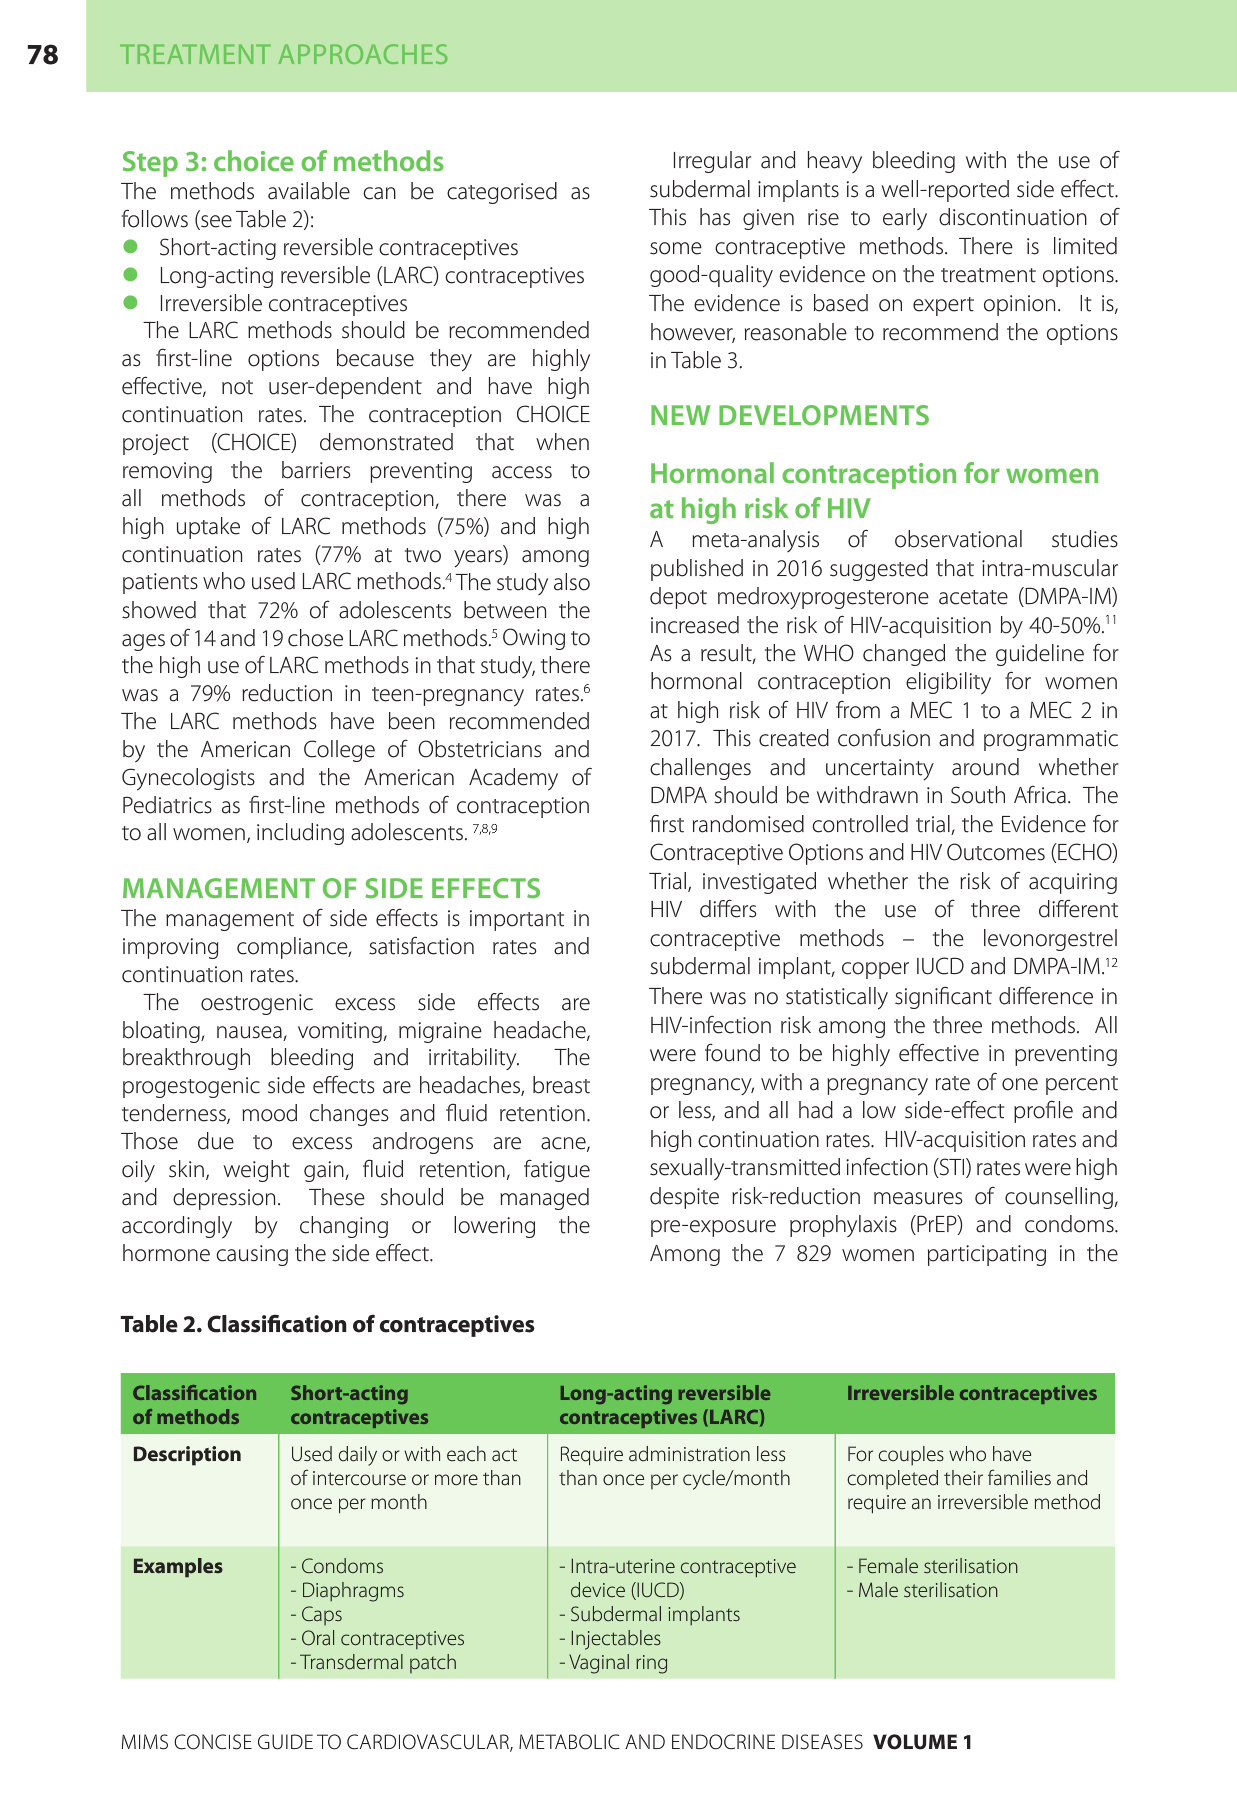 78
TREATMENT APPROACHES
Step 3: choice of methods
The methods available can be categorised as
follows (see Table 2):
● Short-acting reversible contraceptives
● Long-acting reversible (LARC) contraceptives
● Irreversible contraceptives
The LARC methods should be recommended
as first-line options because they are highly
effective, not user-dependent and have high
continuation rates. The contraception CHOICE
project (CHOICE) demonstrated that when
removing the barriers preventing access to
all methods of contraception, there was a
high uptake of LARC methods (75%) and high
continuation rates (77% at two years) among
patients who used LARC methods.4 The study also
showed that 72% of adolescents between the
ages of 14 and 19 chose LARC methods.5 Owing to
the high use of LARC methods in that study, there
was a 79% reduction in teen-pregnancy rates.6
The LARC methods have been recommended
by the American College of Obstetricians and
Gynecologists and the American Academy of
Pediatrics as first-line methods of contraception
to all women, including adolescents. 7,8,9
MANAGEMENT OF SIDE EFFECTS
The management of side effects is important in
improving compliance, satisfaction rates and
continuation rates.
The oestrogenic excess side effects are
bloating, nausea, vomiting, migraine headache,
breakthrough bleeding and irritability. The
progestogenic side effects are headaches, breast
tenderness, mood changes and fluid retention.
Those due to excess androgens are acne,
oily skin, weight gain, fluid retention, fatigue
and depression. These should be managed
accordingly by changing or lowering the
hormone causing the side effect.
Irregular and heavy bleeding with the use of
subdermal implants is a well-reported side effect.
This has given rise to early discontinuation of
some contraceptive methods. There is limited
good-quality evidence on the treatment options.
The evidence is based on expert opinion. It is,
however, reasonable to recommend the options
in Table 3.
NEW DEVELOPMENTS
Hormonal contraception for women
at high risk of HIV
A meta-analysis of observational studies
published in 2016 suggested that intra-muscular
depot medroxyprogesterone acetate (DMPA-IM)
increased the risk of HIV-acquisition by 40-50%.11
As a result, the WHO changed the guideline for
hormonal contraception eligibility for women
at high risk of HIV from a MEC 1 to a MEC 2 in
2017. This created confusion and programmatic
challenges and uncertainty around whether
DMPA should be withdrawn in South Africa. The
first randomised controlled trial, the Evidence for
Contraceptive Options and HIV Outcomes (ECHO)
Trial, investigated whether the risk of acquiring
HIV differs with the use of three different
contraceptive methods – the levonorgestrel
subdermal implant, copper IUCD and DMPA-IM.12
There was no statistically significant difference in
HIV-infection risk among the three methods. All
were found to be highly effective in preventing
pregnancy, with a pregnancy rate of one percent
or less, and all had a low side-effect profile and
high continuation rates. HIV-acquisition rates and
sexually-transmitted infection (STI) rates were high
despite risk-reduction measures of counselling,
pre-exposure prophylaxis (PrEP) and condoms.
Among the 7 829 women participating in the
Table 2. Classification of contraceptives
Classification
of methods
Short-acting
contraceptives
Long-acting reversible
contraceptives (LARC)
Irreversible contraceptives
Description
Used daily or with each act
of intercourse or more than
once per month
Require administration less
than once per cycle/month
For couples who have
completed their families and
require an irreversible method
Examples
- Condoms
- Diaphragms
- Caps
- Oral contraceptives
- Transdermal patch
- Intra-uterine contraceptive
device (IUCD)
- Subdermal implants
- Injectables
- Vaginal ring
- Female sterilisation
- Male sterilisation
MIMS CONCISE GUIDE TO CARDIOVASCULAR, METABOLIC AND ENDOCRINE DISEASES VOLUME 1